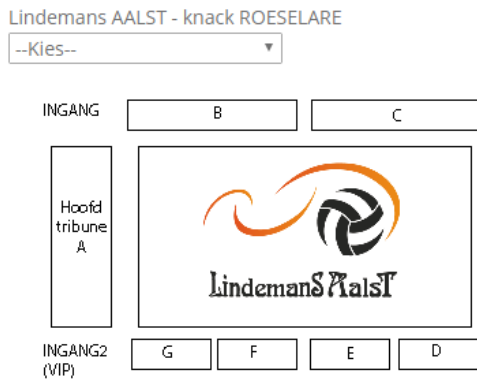 Lindemans AALST - knack ROESELARE
--Kies--
INGANG
B
C
Hoofd
tribune
A
LindemanS AalsT
INGANG2
(VIP)
G
F
E
D